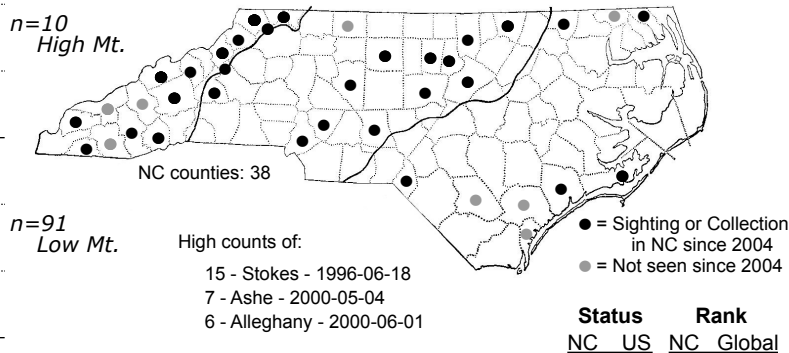 n=10
High Mt.
NC counties: 38
n=91
Low Mt.
High counts of:
15 - Stokes - 1996-06-18
7 - Ashe - 2000-05-04
6 - Alleghany - 2000-06-01
● = Sighting or Collection
in NC since 2004
● = Not seen since 2004
Status Rank
NC US NC Global